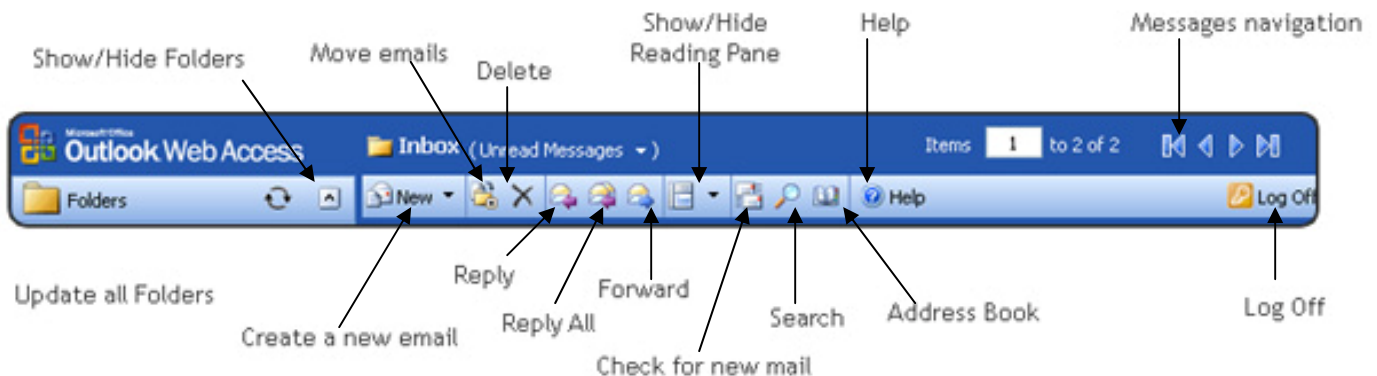 Show/Hide Folders
Move emails
Delete
Show/Hide
Reading Pane
Help
Messages navigation
Microsoft Office
Outlook Web Access
Inbox (Unread Messages)
Items 1 to 2 of 2
Folders
New
Help
Log Off
Update all Folders
Create a new email
Reply
Reply All
Forward
Check for new mail
Search
Address Book
Log Off